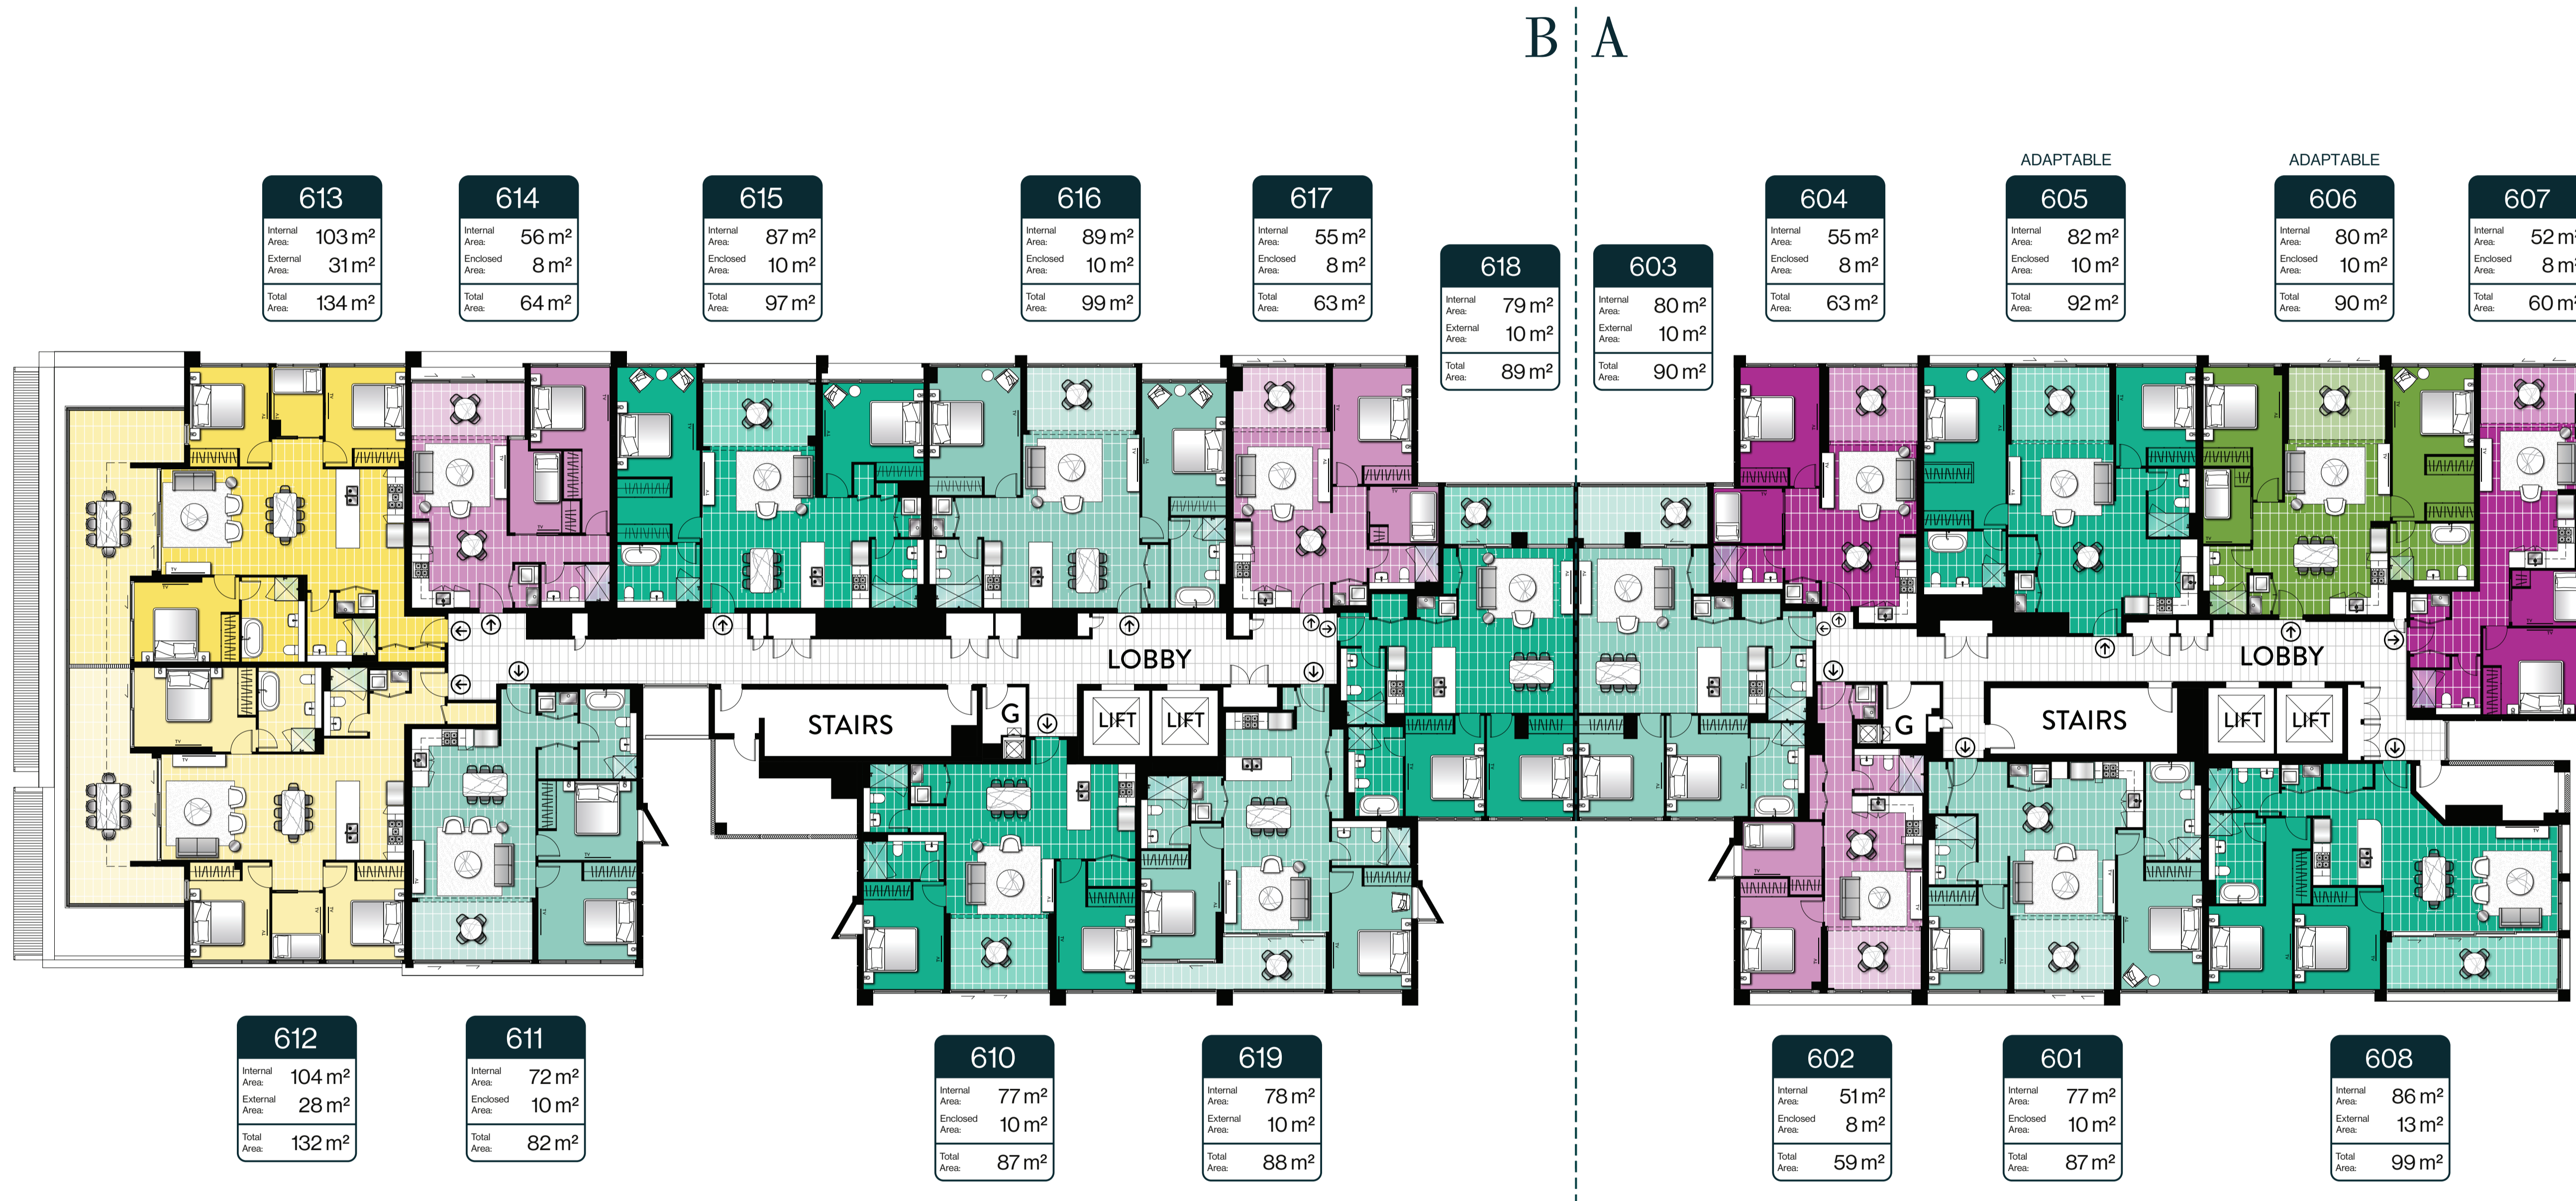 B A
ADAPTABLE
ADAPTABLE
613
Internal Area: 103 m²
External Area: 31 m²
Total Area: 134 m²
614
Internal Area: 56 m²
Enclosed Area: 8 m²
Total Area: 64 m²
615
Internal Area: 87 m²
Enclosed Area: 10 m²
Total Area: 97 m²
616
Internal Area: 89 m²
Enclosed Area: 10 m²
Total Area: 99 m²
617
Internal Area: 55 m²
Enclosed Area: 8 m²
Total Area: 63 m²
618
Internal Area: 79 m²
External Area: 10 m²
Total Area: 89 m²
603
Internal Area: 80 m²
External Area: 10 m²
Total Area: 90 m²
604
Internal Area: 55 m²
Enclosed Area: 8 m²
Total Area: 63 m²
605
Internal Area: 82 m²
Enclosed Area: 10 m²
Total Area: 92 m²
606
Internal Area: 80 m²
Enclosed Area: 10 m²
Total Area: 90 m²
607
Internal Area: 52 m²
Enclosed Area: 8 m
Total Area: 60 m²
LOBBY
LOBBY
STAIRS
G
LIFT
LIFT
G
STAIRS
LIFT
LIFT
612
Internal Area: 104 m²
External Area: 28 m²
Total Area: 132 m²
611
Internal Area: 72 m²
Enclosed Area: 10 m²
Total Area: 82 m²
610
Internal Area: 77 m²
Enclosed Area: 10 m²
Total Area: 87 m²
619
Internal Area: 78 m²
External Area: 10 m²
Total Area: 88 m²
602
Internal Area: 51 m²
Enclosed Area: 8 m²
Total Area: 59 m²
601
Internal Area: 77 m²
Enclosed Area: 10 m²
Total Area: 87 m²
608
Internal Area: 86 m²
External Area: 13 m²
Total Area: 99 m²